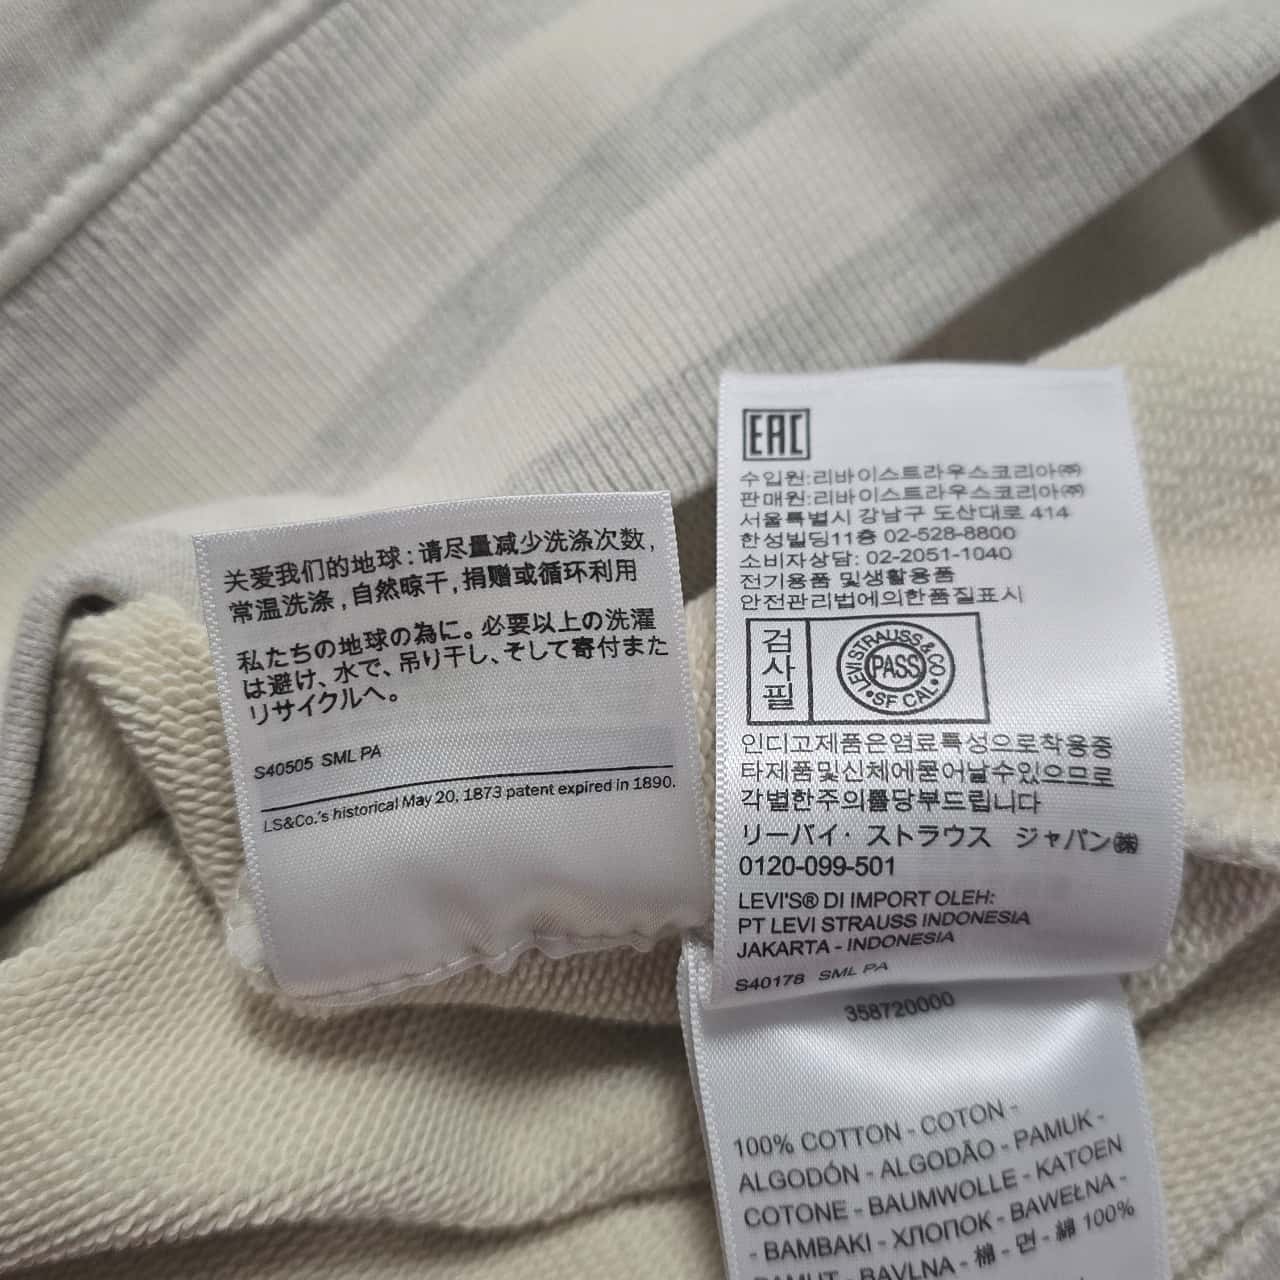 关爱我们的地球：请尽量减少洗涤次数，
常温洗涤，自然晾干，捐赠或循环利用
私たちの地球の為に。必要以上の洗濯
は避け、水で、吊り干し、そして寄付また
はリサイクルへ。
S40505 SML PA
LS&Co.'s historical May 20, 1873 patent expired in 1890.
EAC
수입원:리바이스트라우스코리아㈜
판매원:리바이스트라우스코리아㈜
서울특별시 강남구 도산대로 414
한성빌딩11층 02-528-8800
소비자상담: 02-2051-1040
전기용품 및생활용품
안전관리법에의한품질표시
검사필
LEVI STRAUSS & CO
PASS
• SF CAL •
인디고제품은염료특성으로착용중
타제품및신체에물어날수있으므로
각별한주의를당부드립니다
リーバイ・ストラウス ジャパン㈱
0120-099-501
LEVI'S® DI IMPORT OLEH:
PT LEVI STRAUSS INDONESIA
JAKARTA - INDONESIA
S40178 SML PA
358720000
100% COTTON - COTON -
ALGODÓN - ALGODÃO - PAMUK -
COTONE - BAUMWOLLE - KATOEN
- BAMBAKI - ХЛОПОК - BAWEŁNA -
PAMUT - BAVLNA - 棉 - 면 - 綿 100%